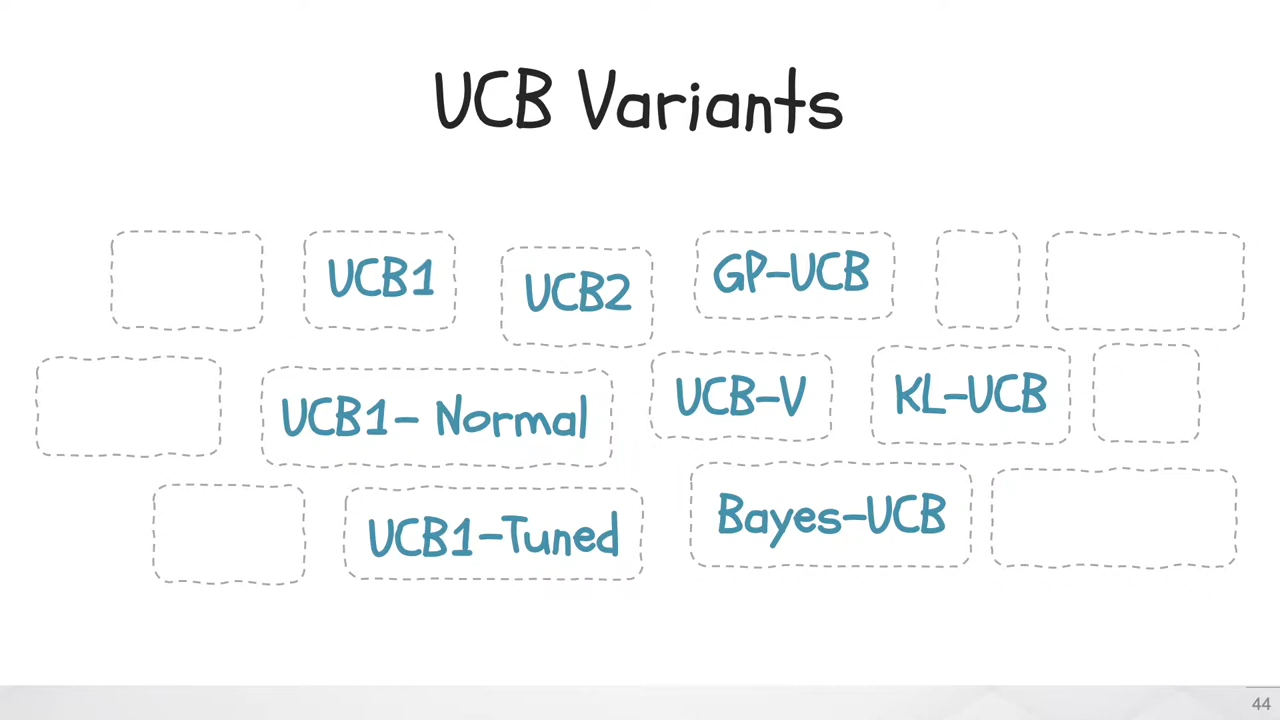 UCB Variants
UCB1
UCB2
GP-UCB
UCB1- Normal
UCB-V
KL-UCB
UCB1-Tuned
Bayes-UCB
44